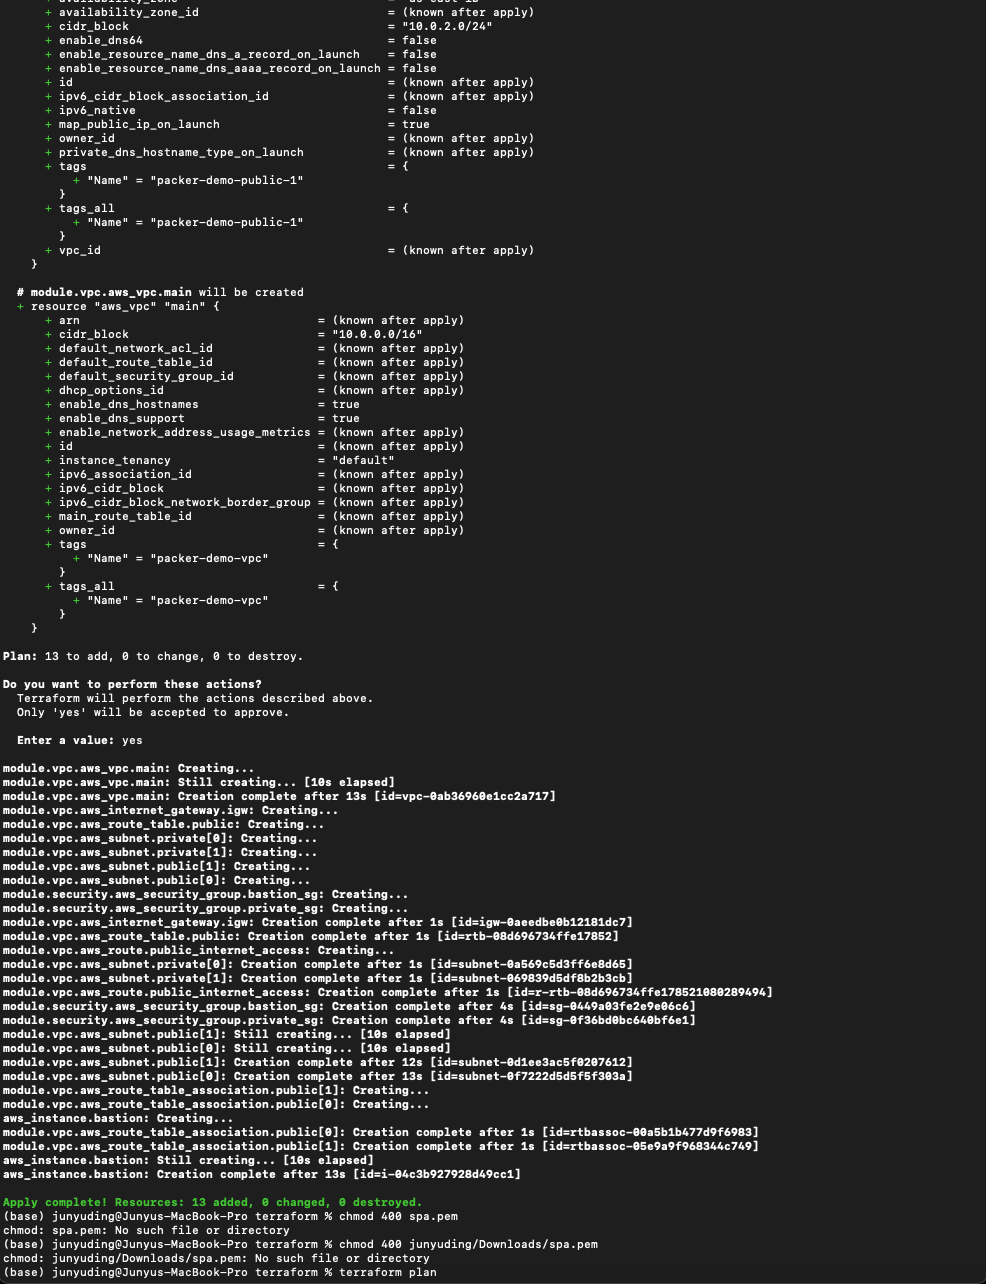 + availability_zone_id = (known after apply)
+ cidr_block = "10.0.2.0/24"
+ enable_dns64 = false
+ enable_resource_name_dns_a_record_on_launch = false
+ enable_resource_name_dns_aaaa_record_on_launch = false
+ id = (known after apply)
+ ipv6_cidr_block_association_id = (known after apply)
+ ipv6_native = false
+ map_public_ip_on_launch = true
+ owner_id = (known after apply)
+ private_dns_hostname_type_on_launch = (known after apply)
+ tags = {
+ "Name" = "packer-demo-public-1"
}
+ tags_all = {
+ "Name" = "packer-demo-public-1"
}
+ vpc_id = (known after apply)
}
# module.vpc.aws_vpc.main will be created
+ resource "aws_vpc" "main" {
+ arn = (known after apply)
+ cidr_block = "10.0.0.0/16"
+ default_network_acl_id = (known after apply)
+ default_route_table_id = (known after apply)
+ default_security_group_id = (known after apply)
+ dhcp_options_id = (known after apply)
+ enable_dns_hostnames = true
+ enable_dns_support = true
+ enable_network_address_usage_metrics = (known after apply)
+ id = (known after apply)
+ instance_tenancy = "default"
+ ipv6_association_id = (known after apply)
+ ipv6_cidr_block = (known after apply)
+ ipv6_cidr_block_network_border_group = (known after apply)
+ main_route_table_id = (known after apply)
+ owner_id = (known after apply)
+ tags = {
+ "Name" = "packer-demo-vpc"
}
+ tags_all = {
+ "Name" = "packer-demo-vpc"
}
}
Plan: 13 to add, 0 to change, 0 to destroy.
Do you want to perform these actions?
Terraform will perform the actions described above.
Only 'yes' will be accepted to approve.
Enter a value: yes
module.vpc.aws_vpc.main: Creating...
module.vpc.aws_vpc.main: Still creating... [10s elapsed]
module.vpc.aws_vpc.main: Creation complete after 13s [id=vpc-0ab36960e1cc2a717]
module.vpc.aws_internet_gateway.igw: Creating...
module.vpc.aws_route_table.public: Creating...
module.vpc.aws_subnet.private[0]: Creating...
module.vpc.aws_subnet.private[1]: Creating...
module.vpc.aws_subnet.public[1]: Creating...
module.vpc.aws_subnet.public[0]: Creating...
module.security.aws_security_group.bastion_sg: Creating...
module.security.aws_security_group.private_sg: Creating...
module.vpc.aws_internet_gateway.igw: Creation complete after 1s [id=igw-0aeedbe0b12181dc7]
module.vpc.aws_route_table.public: Creation complete after 1s [id=rtb-08d696734ffe17852]
module.vpc.aws_route.public_internet_access: Creating...
module.vpc.aws_subnet.private[0]: Creation complete after 1s [id=subnet-0a569c5d3ff6e8d65]
module.vpc.aws_subnet.private[1]: Creation complete after 1s [id=subnet-069839d5df8b2b3cb]
module.vpc.aws_route.public_internet_access: Creation complete after 1s [id=r-rtb-08d696734ffe178521080289494]
module.security.aws_security_group.bastion_sg: Creation complete after 4s [id=sg-0449a03fe2e9e06c6]
module.security.aws_security_group.private_sg: Creation complete after 4s [id=sg-0f36bd0bc640bf6e1]
module.vpc.aws_subnet.public[1]: Still creating... [10s elapsed]
module.vpc.aws_subnet.public[0]: Still creating... [10s elapsed]
module.vpc.aws_subnet.public[1]: Creation complete after 12s [id=subnet-0d1ee3ac5f0207612]
module.vpc.aws_subnet.public[0]: Creation complete after 13s [id=subnet-0f7222d5d5f5f303a]
module.vpc.aws_route_table_association.public[1]: Creating...
module.vpc.aws_route_table_association.public[0]: Creating...
aws_instance.bastion: Creating...
module.vpc.aws_route_table_association.public[0]: Creation complete after 1s [id=rtbassoc-00a5b1b477d9f6983]
module.vpc.aws_route_table_association.public[1]: Creation complete after 1s [id=rtbassoc-05e9a9f968344c749]
aws_instance.bastion: Still creating... [10s elapsed]
aws_instance.bastion: Creation complete after 13s [id=i-04c3b927928d49cc1]
Apply complete! Resources: 13 added, 0 changed, 0 destroyed.
(base) junyuding@Junyus-MacBook-Pro terraform % chmod 400 spa.pem
chmod: spa.pem: No such file or directory
(base) junyuding@Junyus-MacBook-Pro terraform % chmod 400 junyuding/Downloads/spa.pem
chmod: junyuding/Downloads/spa.pem: No such file or directory
(base) junyuding@Junyus-MacBook-Pro terraform % terraform plan